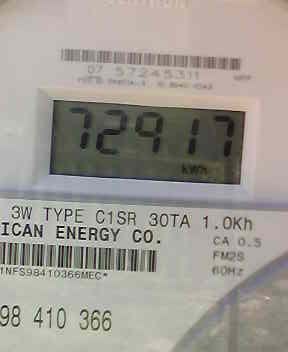 07 57245311
72917
kWh
3W TYPE C1SR 30TA 1.0Kh
ICAN ENERGY CO.
CA 0.5
FM2S
60Hz
1NFS98410366MEC*
98 410 366